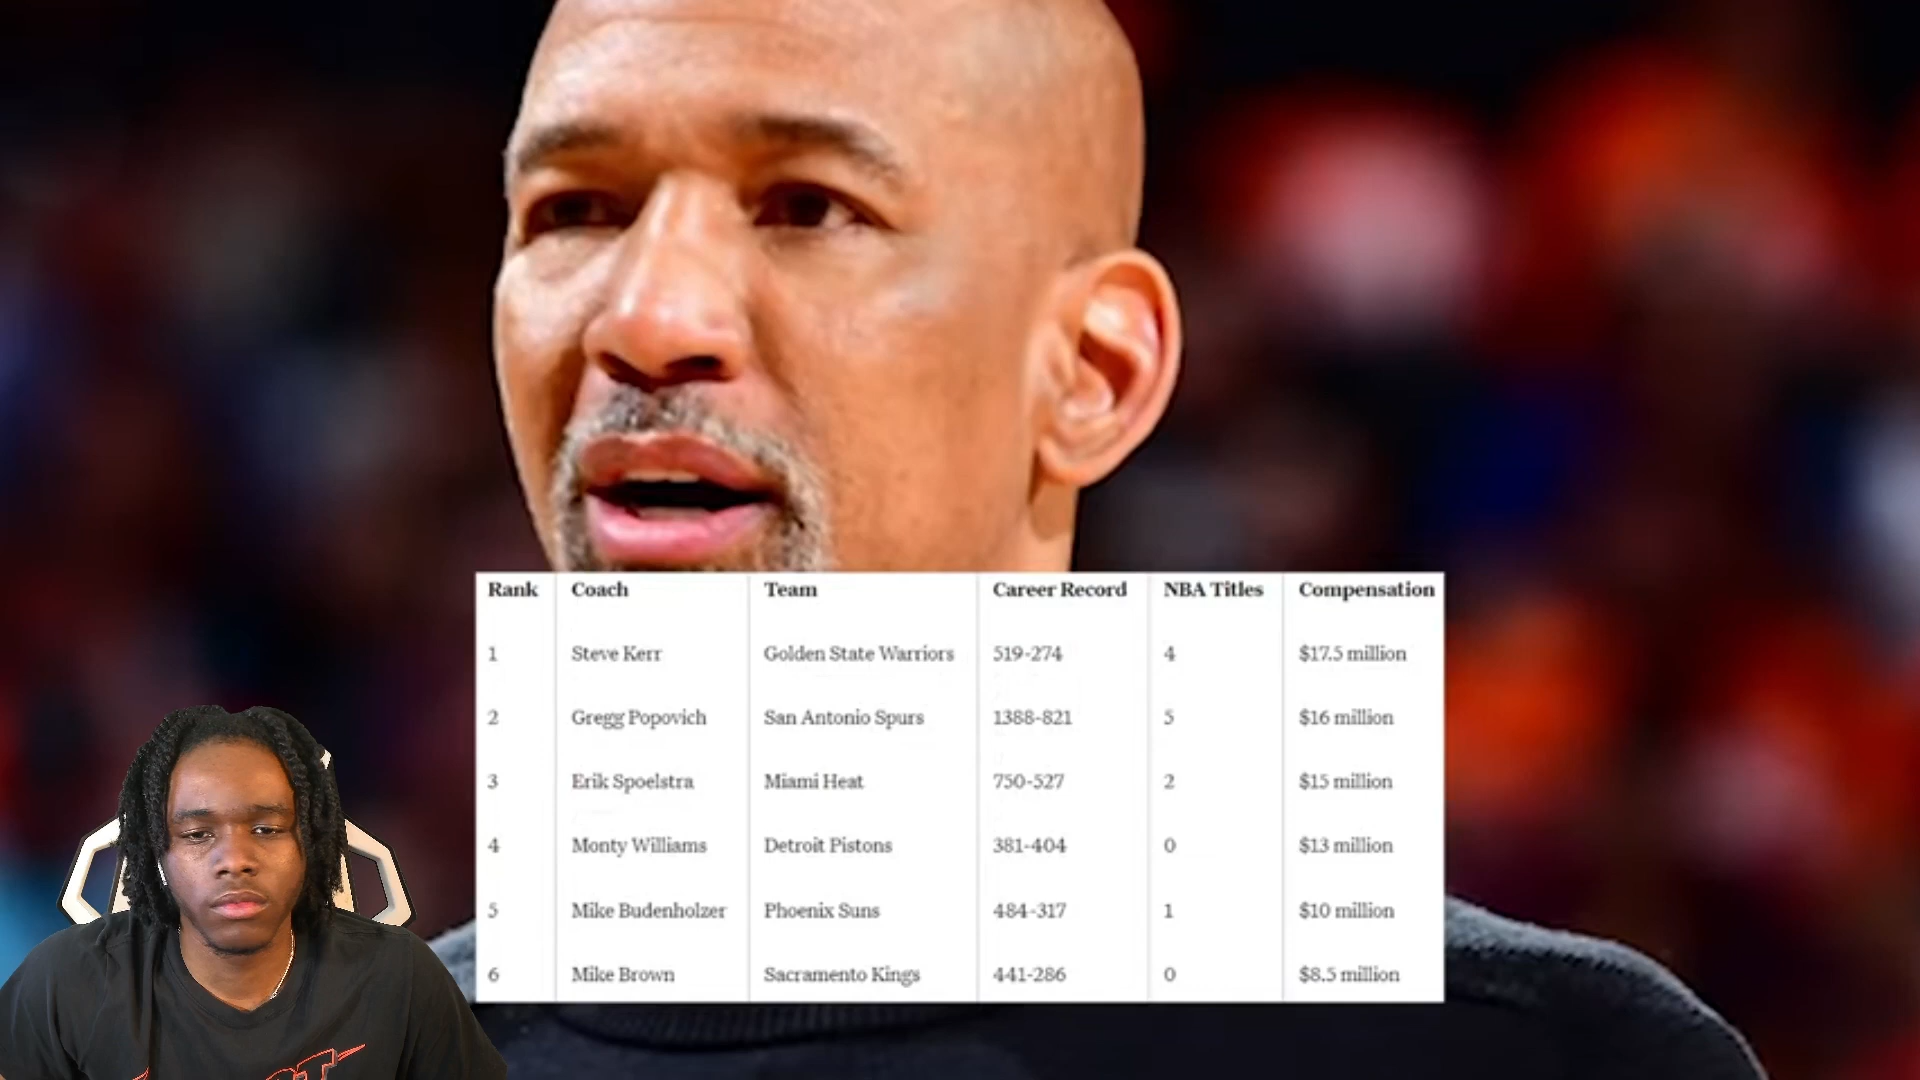 Rank Coach Team Career Record NBA Titles Compensation
1 Steve Kerr Golden State Warriors 519-274 4 $17.5 million
2 Gregg Popovich San Antonio Spurs 1388-821 5 $16 million
3 Erik Spoelstra Miami Heat 750-527 2 $15 million
4 Monty Williams Detroit Pistons 381-404 0 $13 million
5 Mike Budenholzer Phoenix Suns 484-317 1 $10 million
6 Mike Brown Sacramento Kings 441-286 0 $8.5 million